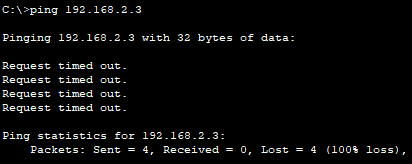 C:\>ping 192.168.2.3
Pinging 192.168.2.3 with 32 bytes of data:
Request timed out.
Request timed out.
Request timed out.
Request timed out.
Ping statistics for 192.168.2.3:
Packets: Sent = 4, Received = 0, Lost = 4 (100% loss),